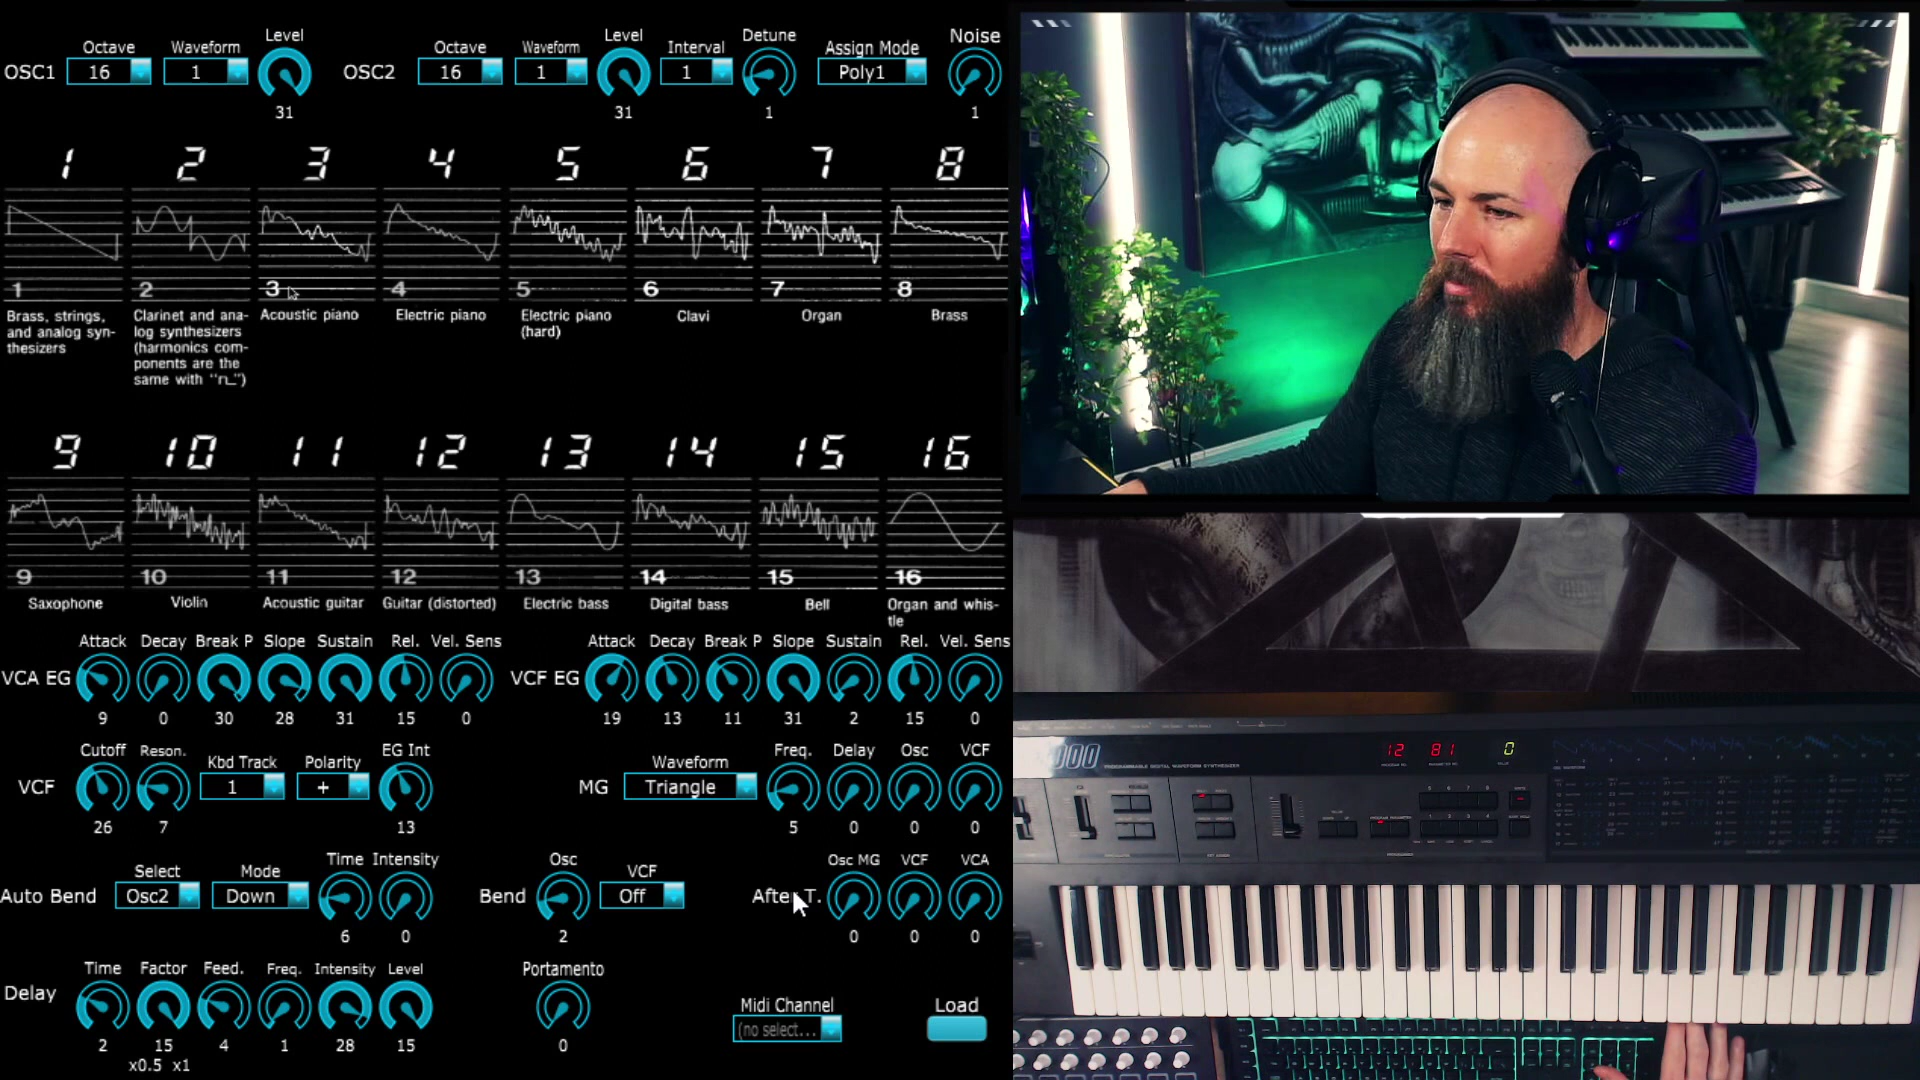 OSC1 Octave 16 Waveform 1 Level 31 OSC2 Octave 16 Waveform 1 Level 31 Interval 1 Detune 1 Assign Mode Poly1 Noise 1
1 2 3 4 5 6 7 8
1 2 3 4 5 6 7 8
Brass, strings,
and analog syn-
thesizers
Clarinet and ana-
log synthesizers
(harmonics com-
ponents are the
same with
Acoustic piano
Electric piano
Electric piano
(hard)
Clavi
Organ
Brass
9 10 11 12 13 14 15 16
9 10 11 12 13 14 15 16
Saxophone
Violin
Acoustic guitar
Guitar (distorted)
Electric bass
Digital bass
Bell
Organ and whis-
tle
Attack Decay Break P Slope Sustain Rel. Vel. Sens
VCA EG
9 0 30 28 31 15 0
Attack Decay Break P Slope Sustain Rel. Vel. Sens
VCF EG
19 13 11 31 2 15 0
Cutoff Reson. Kbd Track Polarity EG Int
VCF 1 +
26 7 13
Waveform Freq. Delay Osc VCF
MG Triangle
5 0 0 0
Select Mode Time Intensity
Auto Bend Osc2 Down
6 0
Osc VCF
Bend Off
2
Osc MG VCF VCA
After T.
0 0 0
Time Factor Feed. Freq. Intensity Level
Delay
2 15 4 1 28 15
x0.5 x1
Portamento
0
Midi Channel
(no select...
Load
12 81 0
PROGRAMMABLE DIGITAL WAVEFORM SYNTHESIZER